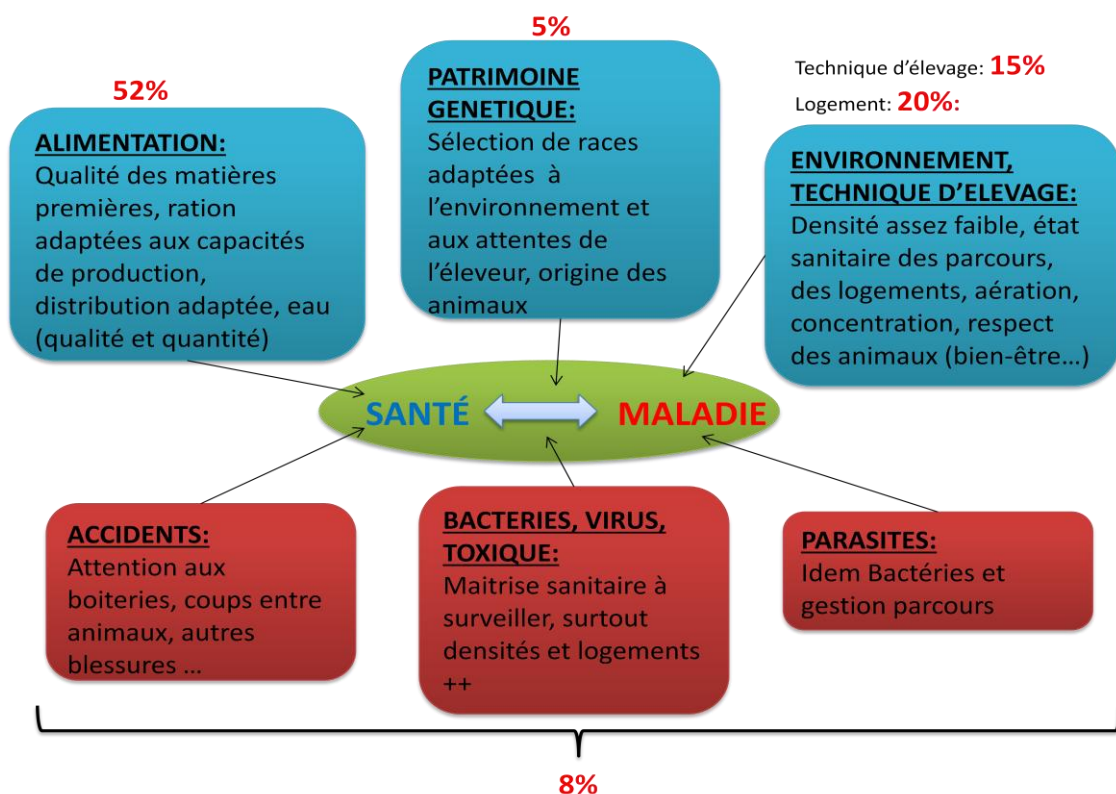 52%
ALIMENTATION:
Qualité des matières
premières, ration
adaptées aux capacités
de production,
distribution adaptée, eau
(qualité et quantité)
5%
PATRIMOINE
GENETIQUE:
Sélection de races
adaptées à
l'environnement et
aux attentes de
l'éleveur, origine des
animaux
Technique d'élevage: 15%
Logement: 20%:
ENVIRONNEMENT,
TECHNIQUE D'ELEVAGE:
Densité assez faible, état
sanitaire des parcours,
des logements, aération,
concentration, respect
des animaux (bien-être...)
SANTÉ MALADIE
ACCIDENTS:
Attention aux
boiteries, coups entre
animaux, autres
blessures ...
BACTERIES, VIRUS,
TOXIQUE:
Maitrise sanitaire à
surveiller, surtout
densités et logements
++
PARASITES:
Idem Bactéries et
gestion parcours
8%